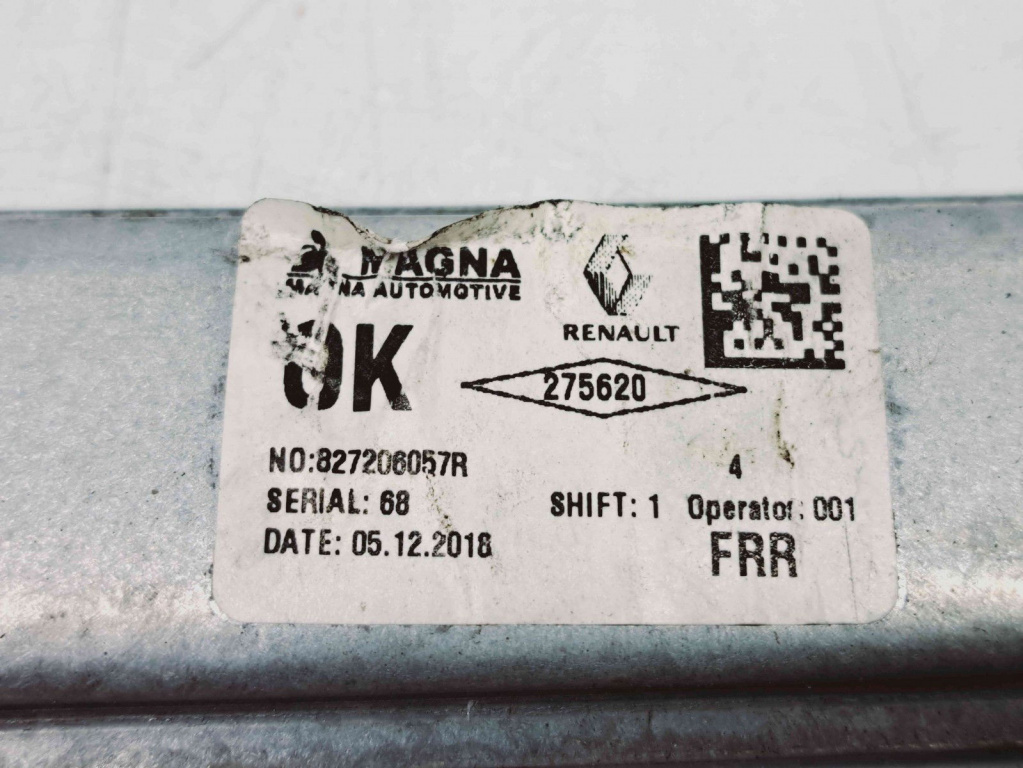 MAGNA
MAGNA AUTOMOTIVE
RENAULT
OK
275620
NO:827206057R
4
SERIAL: 68
SHIFT: 1
Operator: 001
DATE: 05.12.2018
FRR